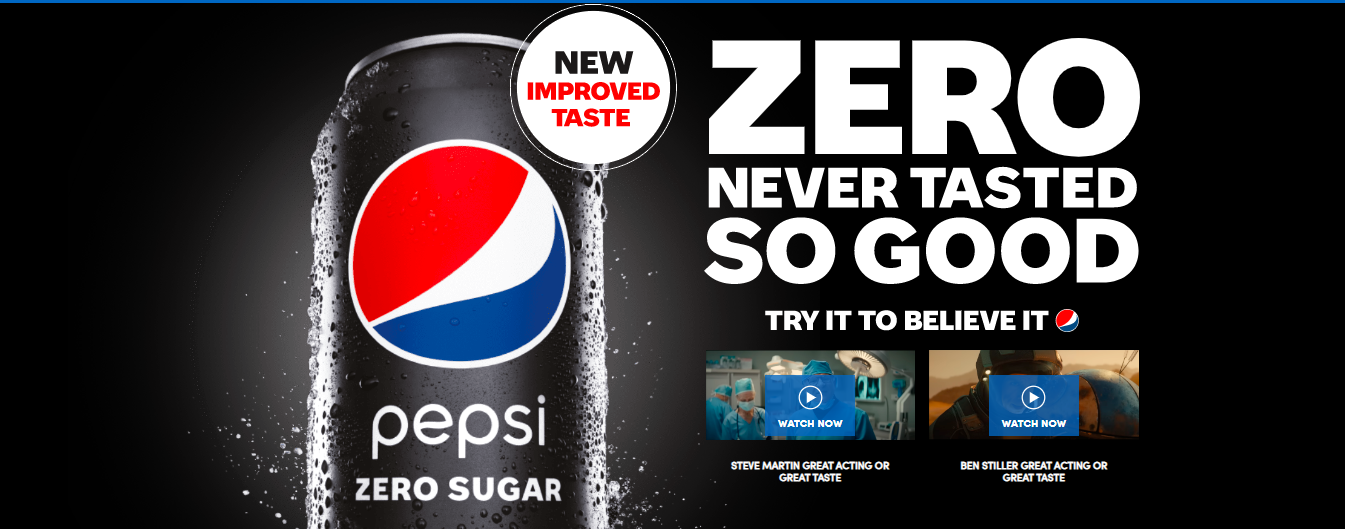 NEW
IMPROVED
TASTE
pepsi
ZERO SUGAR
ZERO
NEVER TASTED
SO GOOD
TRY IT TO BELIEVE IT
WATCH NOW
STEVE MARTIN GREAT ACTING OR
GREAT TASTE
WATCH NOW
BEN STILLER GREAT ACTING OR
GREAT TASTE